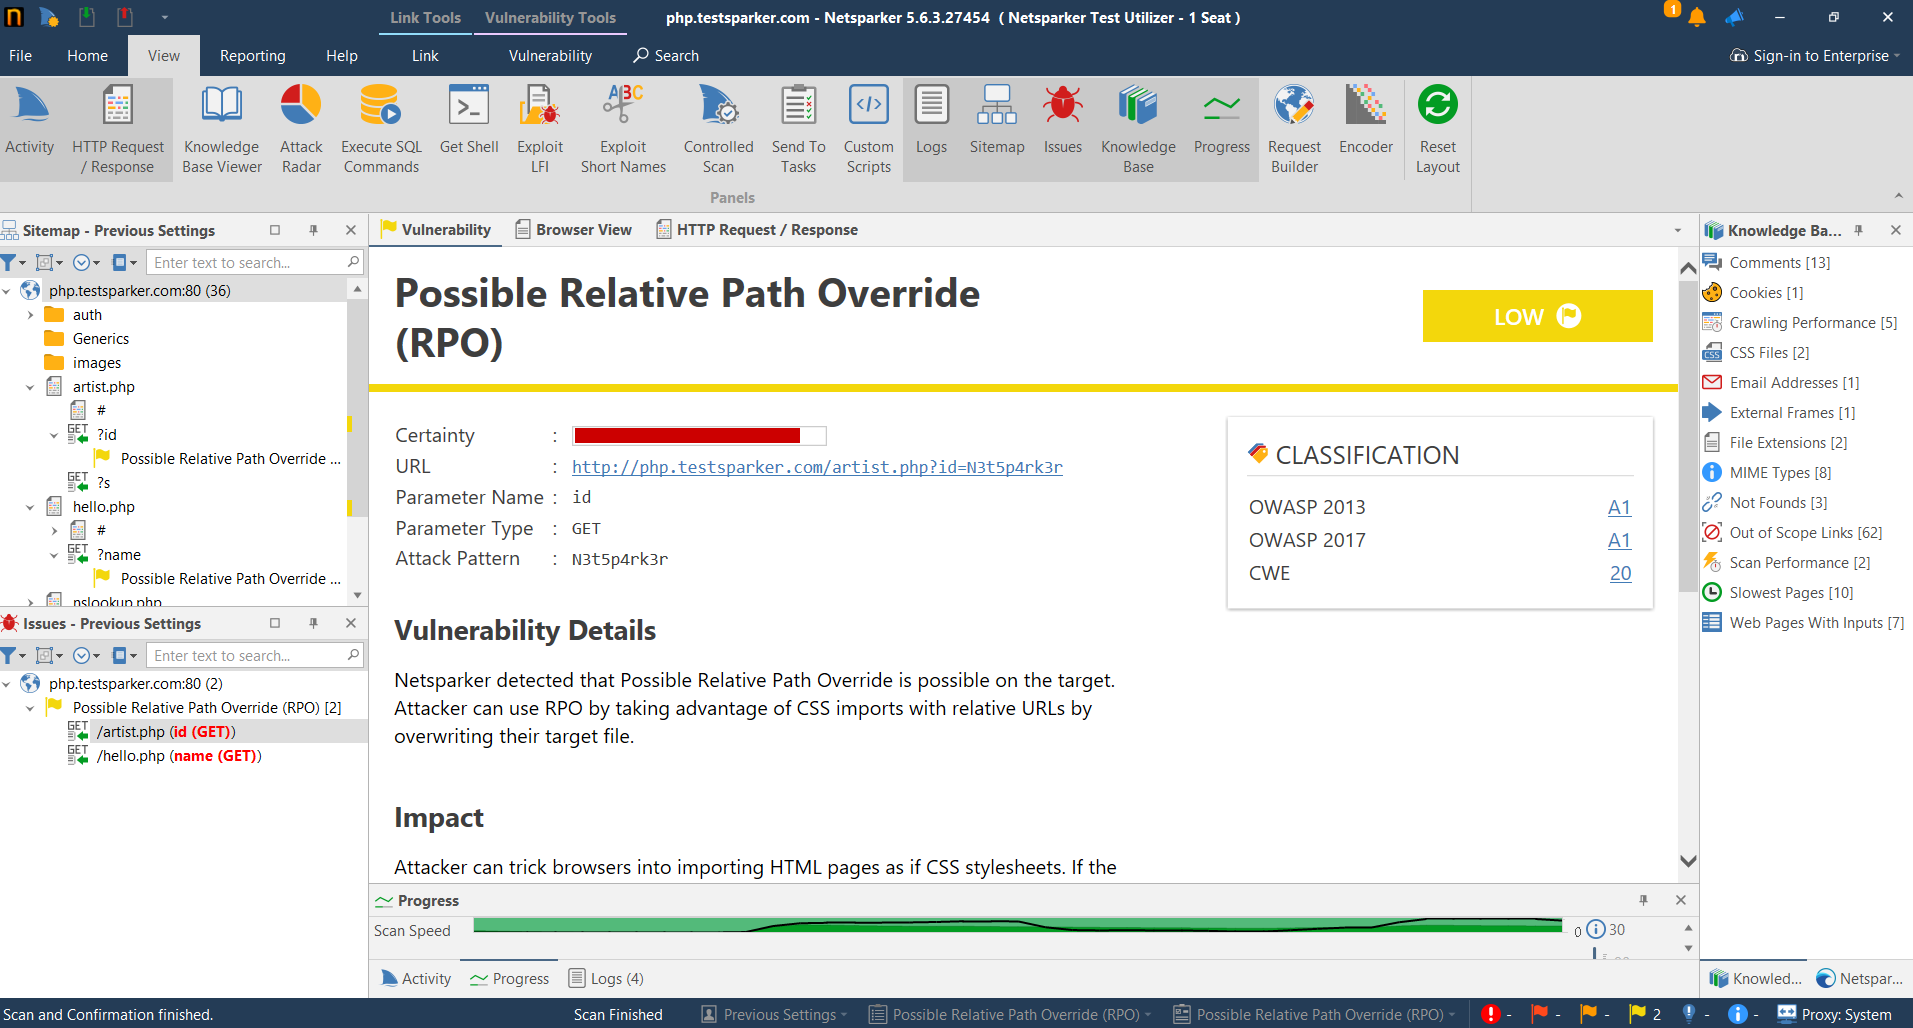 Link Tools
Vulnerability Tools
php.testsparker.com - Netsparker 5.6.3.27454 ( Netsparker Test Utilizer - 1 Seat )
1
File
Home
View
Reporting
Help
Link
Vulnerability
Search
Sign-in to Enterprise
Activity
HTTP Request
/ Response
Knowledge
Base Viewer
Attack
Radar
Execute SQL
Commands
Get Shell
Exploit
LFI
ABC
Exploit
Short Names
Controlled
Scan
Send To
Tasks
Custom
Scripts
Logs
Sitemap
Issues
Knowledge
Base
Progress
Request
Builder
Encoder
Reset
Layout
Panels
Sitemap - Previous Settings
Enter text to search...
php.testsparker.com:80 (36)
auth
Generics
images
artist.php
#
GET ?id
Possible Relative Path Override ...
GET ?s
hello.php
#
GET ?name
Possible Relative Path Override ...
nslookup.php
Issues - Previous Settings
Enter text to search...
php.testsparker.com:80 (2)
Possible Relative Path Override (RPO) [2]
GET /artist.php (id (GET))
GET /hello.php (name (GET))
Vulnerability
Browser View
HTTP Request / Response
Possible Relative Path Override
(RPO)
LOW
Certainty :
URL : http://php.testsparker.com/artist.php?id=N3t5p4rk3r
Parameter Name : id
Parameter Type : GET
Attack Pattern : N3t5p4rk3r
CLASSIFICATION
OWASP 2013 A1
OWASP 2017 A1
CWE 20
Vulnerability Details
Netsparker detected that Possible Relative Path Override is possible on the target.
Attacker can use RPO by taking advantage of CSS imports with relative URLs by
overwriting their target file.
Impact
Attacker can trick browsers into importing HTML pages as if CSS stylesheets. If the
Progress
Scan Speed
0
30
Activity
Progress
Logs (4)
Knowledge Ba...
Comments [13]
Cookies [1]
Crawling Performance [5]
CSS Files [2]
Email Addresses [1]
External Frames [1]
File Extensions [2]
MIME Types [8]
Not Founds [3]
Out of Scope Links [62]
Scan Performance [2]
Slowest Pages [10]
Web Pages With Inputs [7]
Knowled...
Netspar...
Scan and Confirmation finished.
Scan Finished
Previous Settings
Possible Relative Path Override (RPO)
Possible Relative Path Override (RPO)
- - - 2 - -
Proxy: System